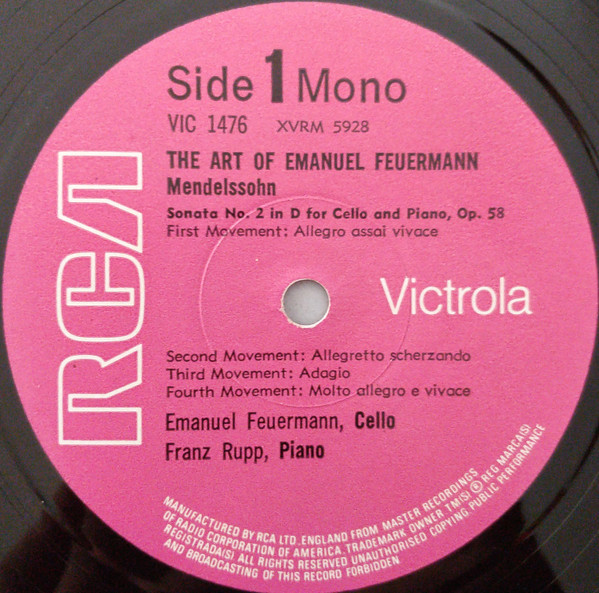 Side 1 Mono
VIC 1476 XVRM 5928
THE ART OF EMANUEL FEUERMANN
Mendelssohn
Sonata No. 2 in D for Cello and Piano, Op. 58
First Movement: Allegro assai vivace
RCA
Victrola
Second Movement: Allegretto scherzando
Third Movement: Adagio
Fourth Movement: Molto allegro e vivace
Emanuel Feuermann, Cello
Franz Rupp, Piano
MANUFACTURED BY RCA LTD. ENGLAND FROM MASTER RECORDINGS
OF RADIO CORPORATION OF AMERICA. TRADEMARK OWNER TM(S) ® REG MARCA(S)
REGISTRADA(S) ALL RIGHTS RESERVED UNAUTHORISED COPYING, PUBLIC PERFORMANCE
AND BROADCASTING OF THIS RECORD FORBIDDEN